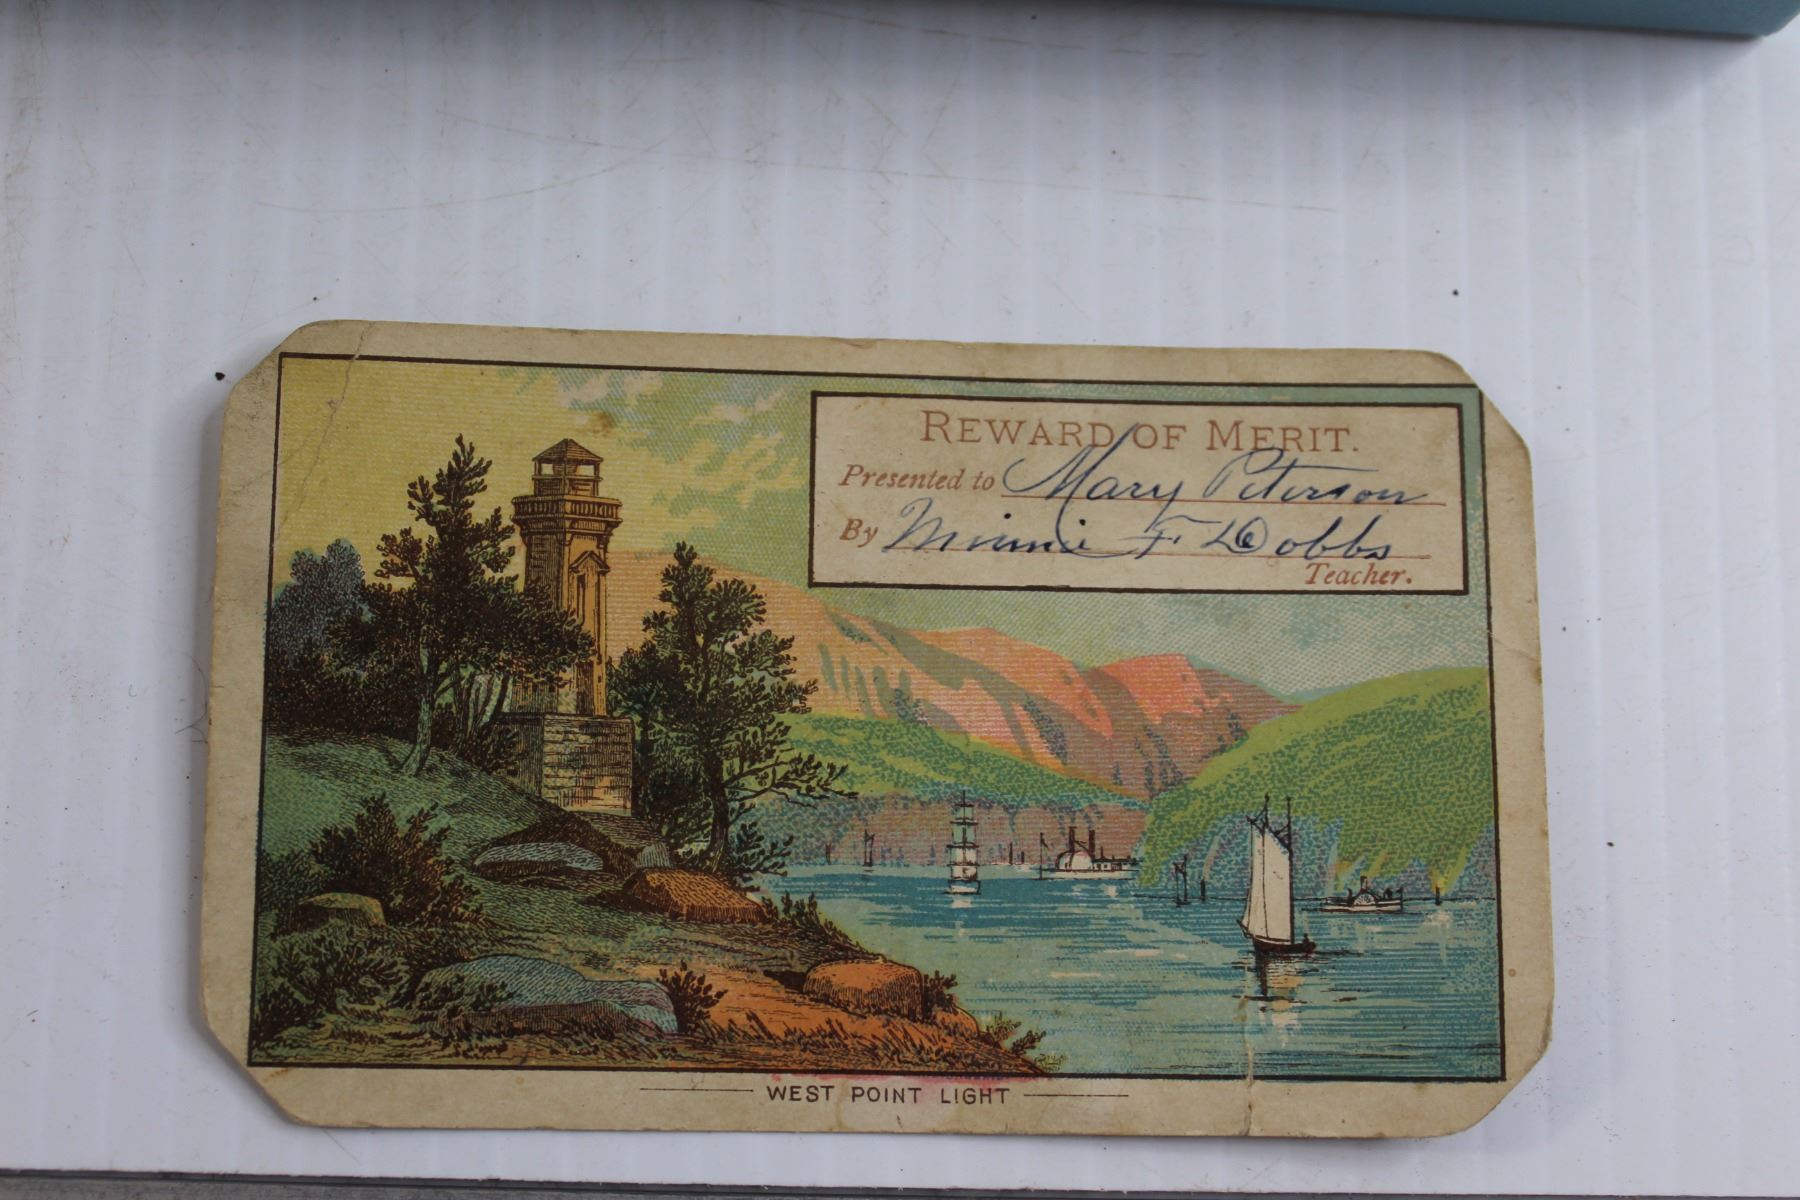 REWARD OF MERIT.
Presented to Mary Peterson
By Minnie F. Dobbs
Teacher.
WEST POINT LIGHT